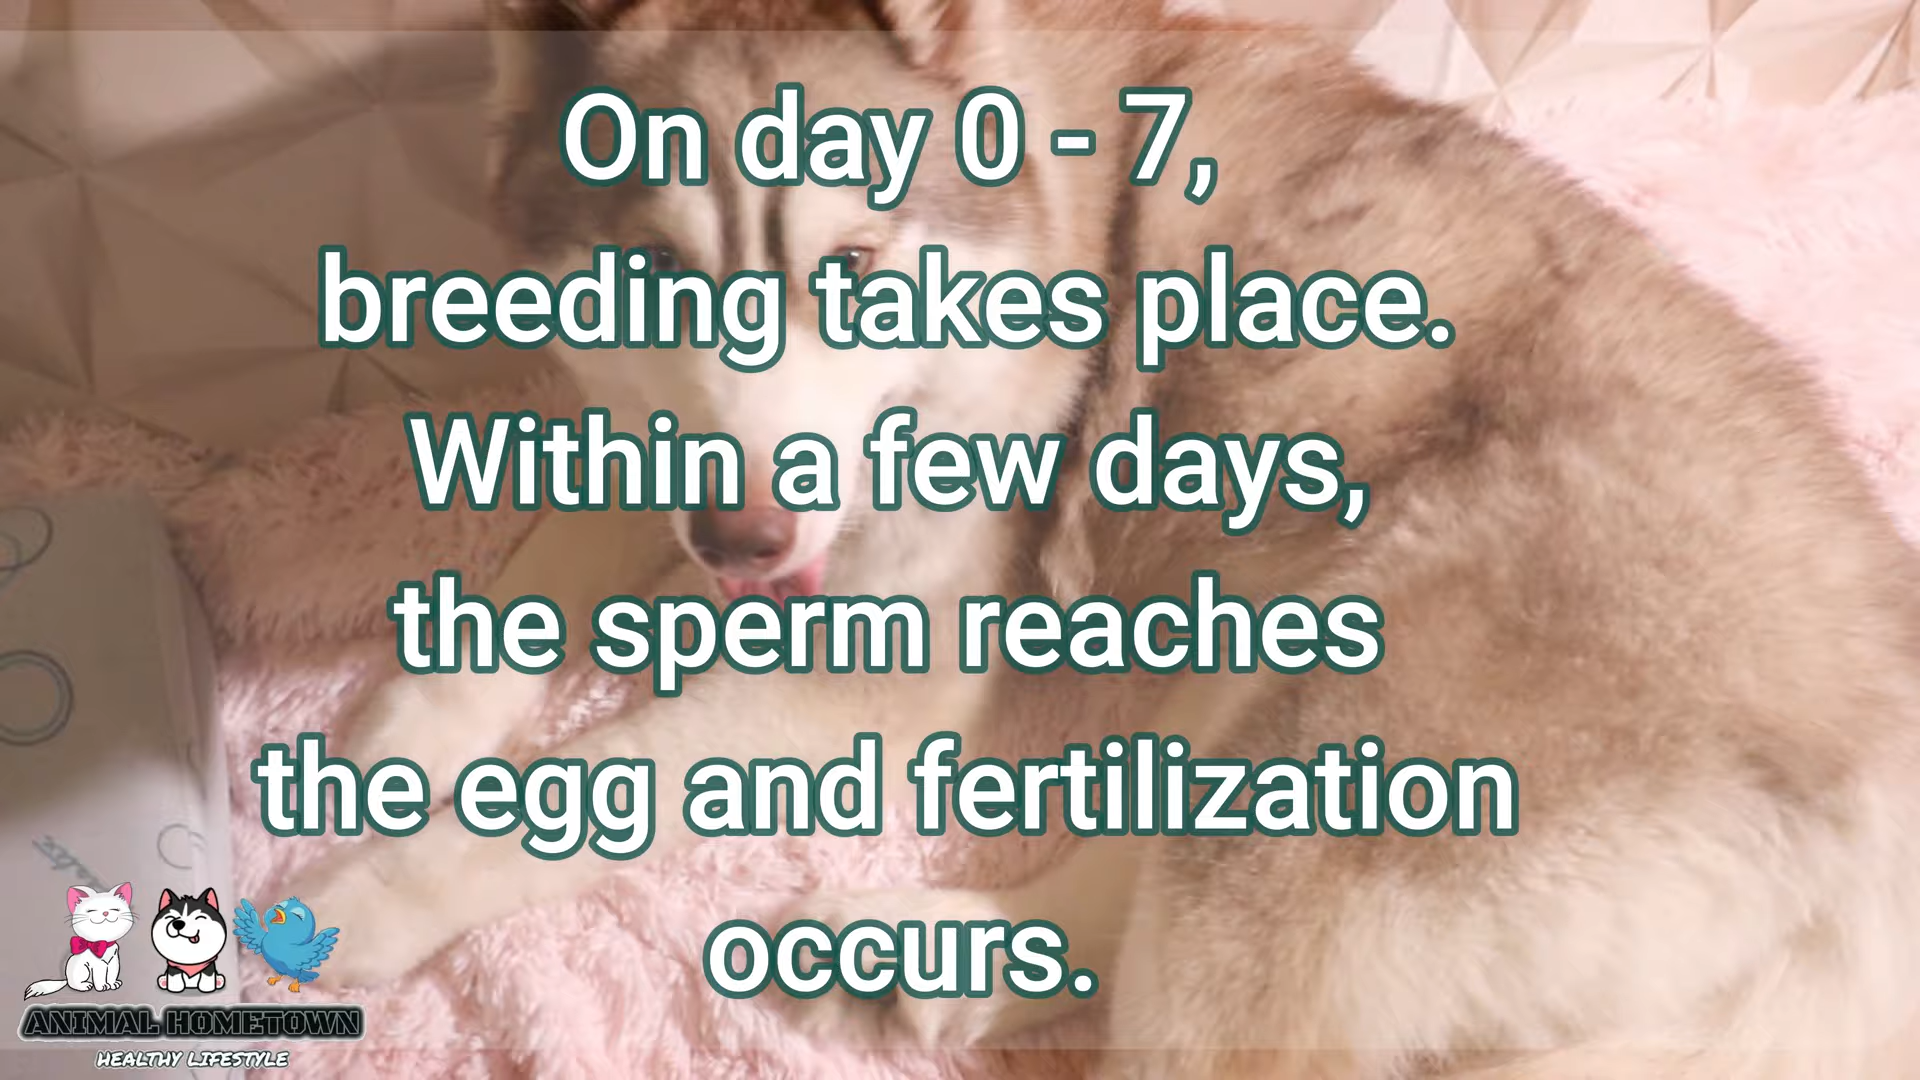 On day 0 - 7,
breeding takes place.
Within a few days,
the sperm reaches
the egg and fertilization
occurs.
ANIMAL HOMETOWN
HEALTHY LIFESTYLE